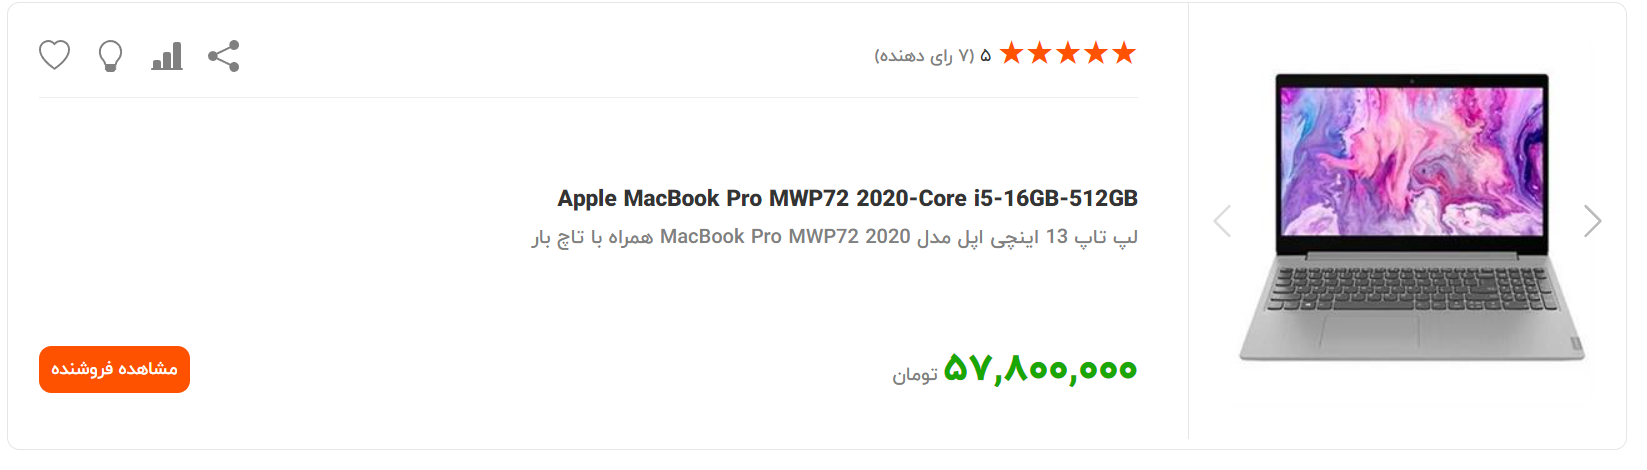 ۵ (۷ رای دهنده)
Apple MacBook Pro MWP72 2020-Core i5-16GB-512GB
لپ تاپ 13 اینچی اپل مدل MacBook Pro MWP72 2020 همراه با تاچ بار
۵۷,۸۰۰,۰۰۰ تومان
مشاهده فروشنده